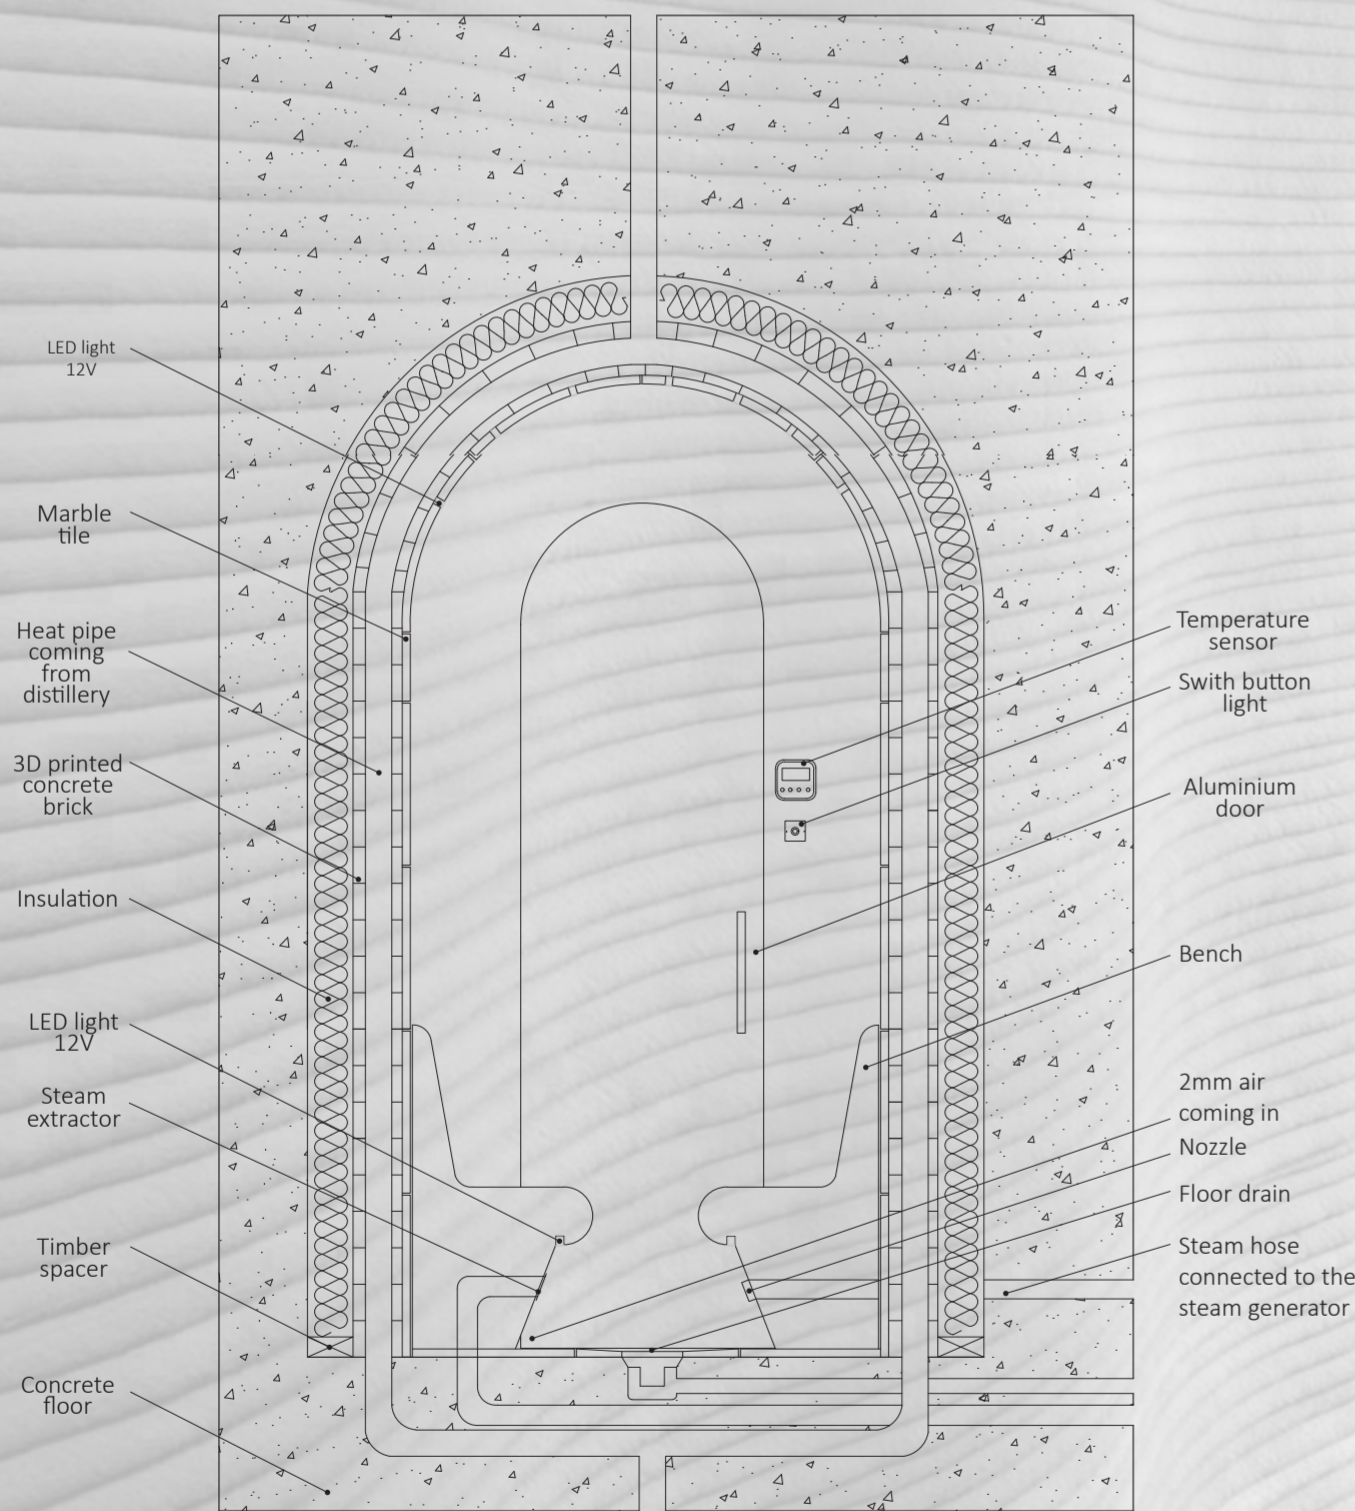 LED light
12V
Marble
tile
Heat pipe
coming
from
distillery
3D printed
concrete
brick
Insulation
LED light
12V
Steam
extractor
Timber
spacer
Concrete
floor
Temperature
sensor
Swith button
light
Aluminium
door
Bench
2mm air
coming in
Nozzle
Floor drain
Steam hose
connected to the
steam generator